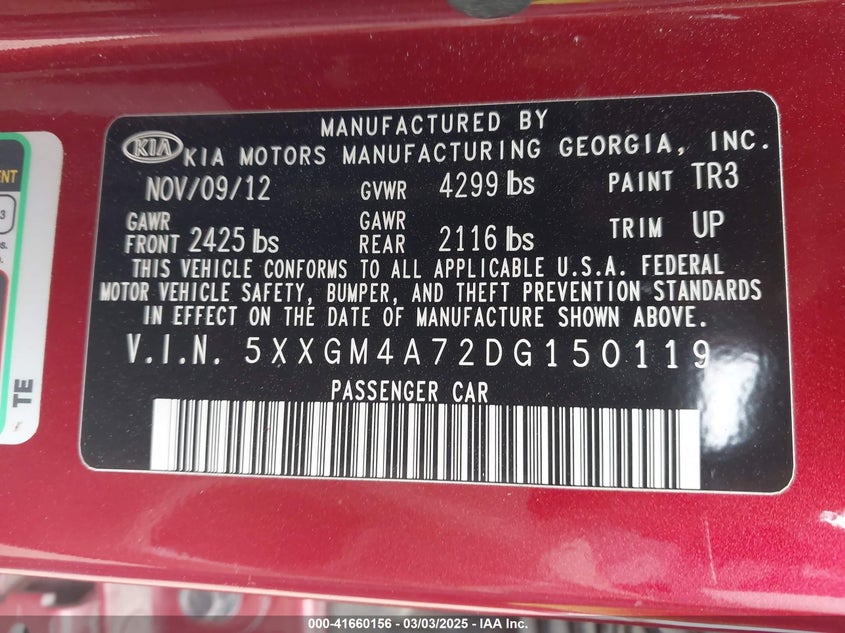 MANUFACTURED BY
KIA KIA MOTORS MANUFACTURING GEORGIA, INC.
NOV/09/12 GVWR 4299 lbs PAINT TR3
GAWR FRONT 2425 lbs GAWR REAR 2116 lbs TRIM UP
THIS VEHICLE CONFORMS TO ALL APPLICABLE U.S.A. FEDERAL
MOTOR VEHICLE SAFETY, BUMPER, AND THEFT PREVENTION STANDARDS
IN EFFECT ON THE DATE OF MANUFACTURE SHOWN ABOVE.
V.I.N. 5XXGM4A72DG150119
PASSENGER CAR
TE
000-41660156 - 03/03/2025 - IAA Inc.